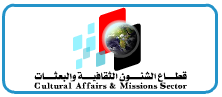 قطاع الشئون الثقافية والبعثات
Cultural Affairs & Missions Sector